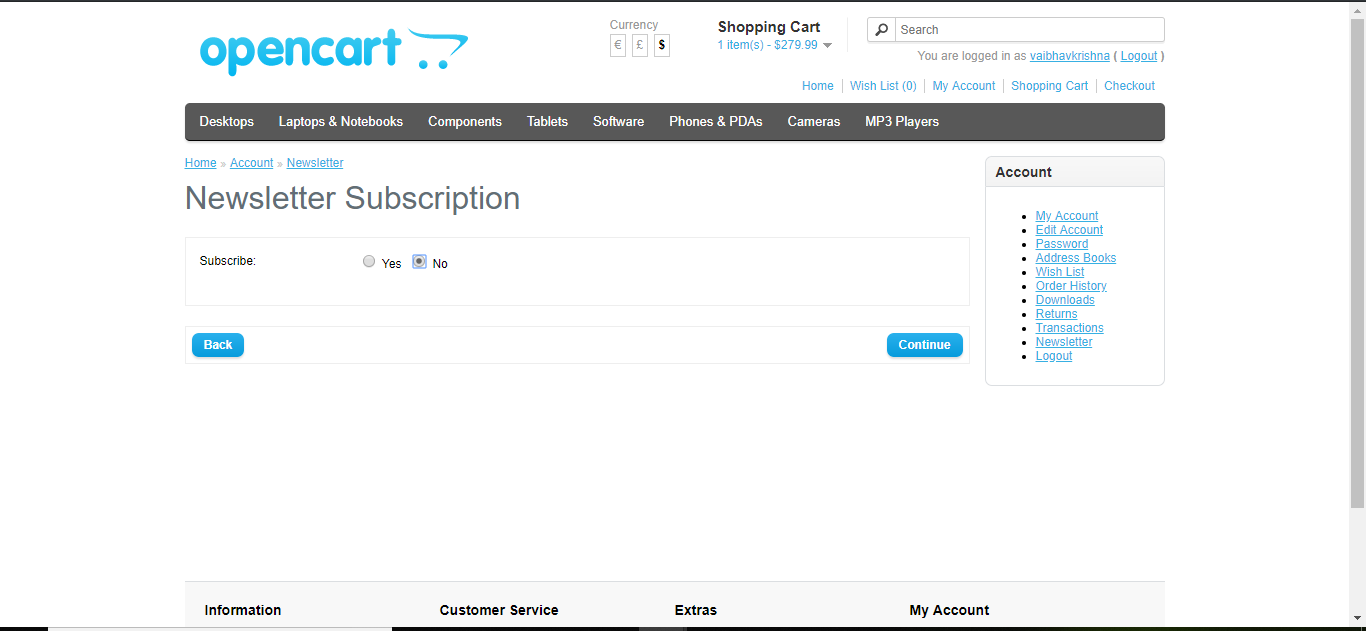 opencart
Currency
€ £ $
Shopping Cart
1 item(s) - $279.99
Search
You are logged in as vaibhavkrishna ( Logout )
Home Wish List (0) My Account Shopping Cart Checkout
Desktops Laptops & Notebooks Components Tablets Software Phones & PDAs Cameras MP3 Players
Home » Account » Newsletter
Newsletter Subscription
Subscribe: Yes No
Back Continue
Account
My Account
Edit Account
Password
Address Books
Wish List
Order History
Downloads
Returns
Transactions
Newsletter
Logout
Information Customer Service Extras My Account